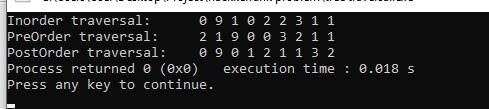 Inorder traversal:      0 9 1 0 2 2 3 1 1
PreOrder traversal:     2 1 9 0 0 3 2 1 1
PostOrder traversal:    0 9 0 1 2 1 1 3 2
Process returned 0 (0x0)   execution time : 0.018 s
Press any key to continue.